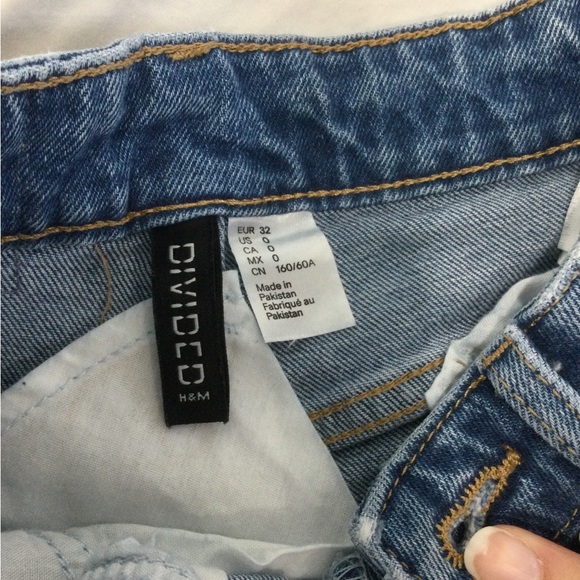 DIVIDED
H&M
EUR 32
US 0
CA 0
MX 0
CN 160/60A
Made in
Pakistan
Fabriqué au
Pakistan